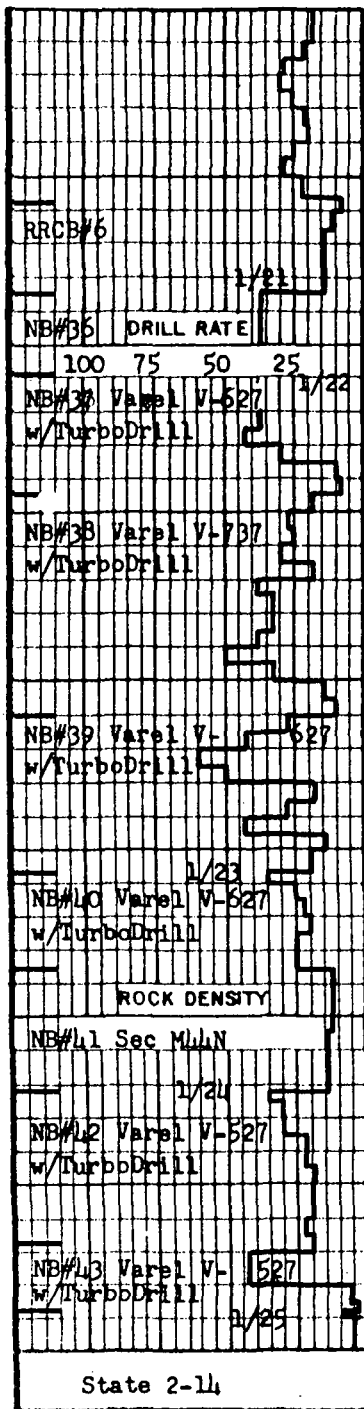 RRCB#6
1/21
NB#36 DRILL RATE
100 75 50 25
1/22
NB#37 Varel V-627
w/TurboDrill
NB#38 Varel V-737
w/TurboDrill
NB#39 Varel V-627
w/TurboDrill
1/23
NB#40 Varel V-627
w/TurboDrill
ROCK DENSITY
NB#41 Sec M44N
1/24
NB#42 Varel V-527
w/TurboDrill
NB#43 Varel V-527
w/TurboDrill
1/25
State 2-14